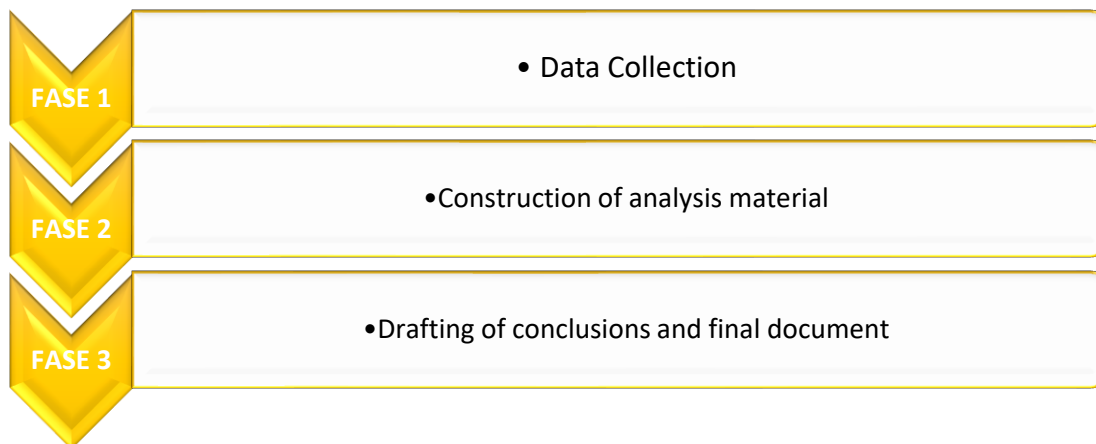 FASE 1
• Data Collection
FASE 2
•Construction of analysis material
FASE 3
•Drafting of conclusions and final document